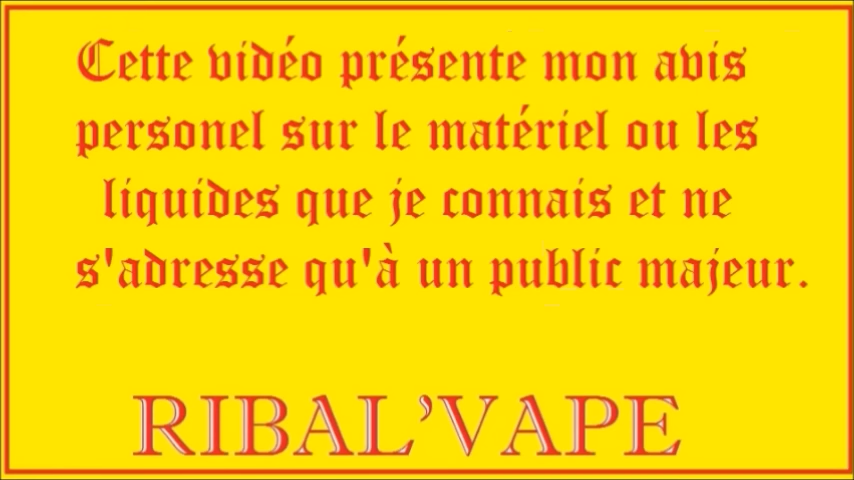 Cette vidéo présente mon avis
personel sur le matériel ou les
liquides que je connais et ne
s'adresse qu'à un public majeur.
RIBAL'VAPE